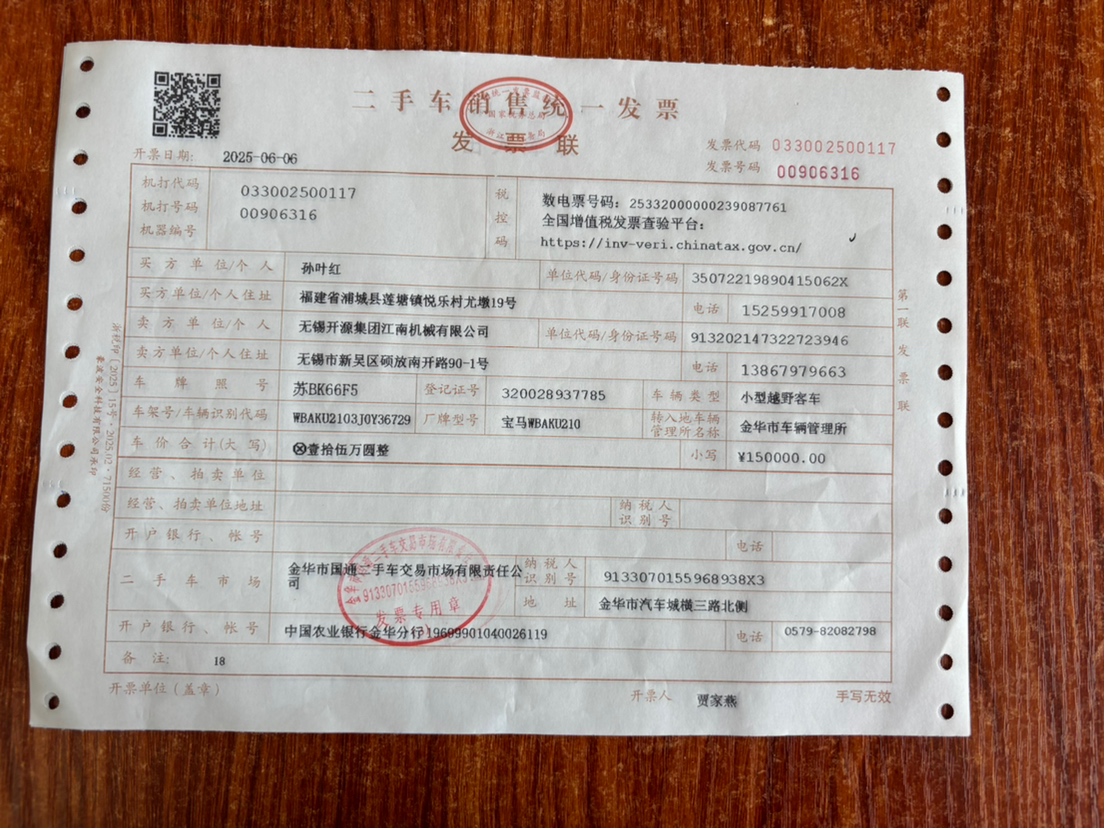 二手车销售统一发票
发票联
开票日期: 2025-06-06
发票代码 033002500117
发票号码 00906316
机打代码 033002500117
机打号码 00906316
机器编号
税控码
数电票号码: 25332000000239087761
全国增值税发票查验平台:
https://inv-veri.chinatax.gov.cn/
买方单位/个人 孙叶红 单位代码/身份证号码 35072219890415062X
买方单位/个人住址 福建省浦城县莲塘镇悦乐村尤墩19号 电话 15259917008
卖方单位/个人 无锡开源集团江南机械有限公司 单位代码/身份证号码 913202147322723946
卖方单位/个人住址 无锡市新吴区硕放南开路90-1号 电话 13867979663
车牌照号 苏BK66F5 登记证号 320028937785 车辆类型 小型越野客车
车架号/车辆识别代码 WBAKU2103J0Y36729 厂牌型号 宝马WBAKU210 转入地车辆管理所名称 金华市车辆管理所
车价合计(大写) ⊗壹拾伍万圆整 小写 ¥150000.00
经营、拍卖单位
经营、拍卖单位地址 纳税人识别号
开户银行、帐号 电话
二手车市场 金华市国通二手车交易市场有限责任公司 纳税人识别号 9133070155968938X3
地址 金华市汽车城横三路北侧
开户银行、帐号 中国农业银行金华分行19699901040026119 电话 0579-82082798
备注: 18
开票单位(盖章) 开票人 贾家燕 手写无效
第一联 发票联
发票专用章